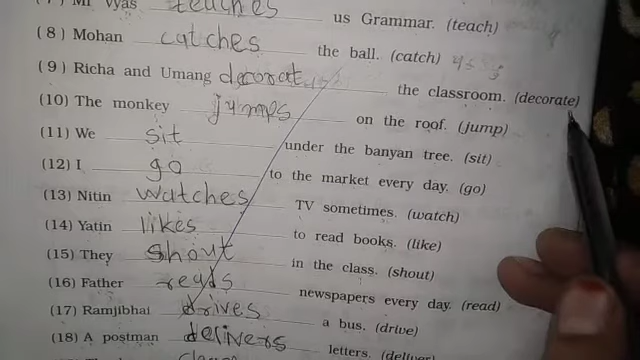 Mr Vyas teaches us Grammar. (teach)
(8) Mohan catches the ball. (catch)
(9) Richa and Umang decorat the classroom. (decorate)
(10) The monkey jumps on the roof. (jump)
(11) We sit under the banyan tree. (sit)
(12) I go to the market every day. (go)
(13) Nitin watches TV sometimes. (watch)
(14) Yatin likes to read books. (like)
(15) They shout in the class. (shout)
(16) Father reads newspapers every day. (read)
(17) Ramjibhai drives a bus. (drive)
(18) A postman delivers letters. (deliver)